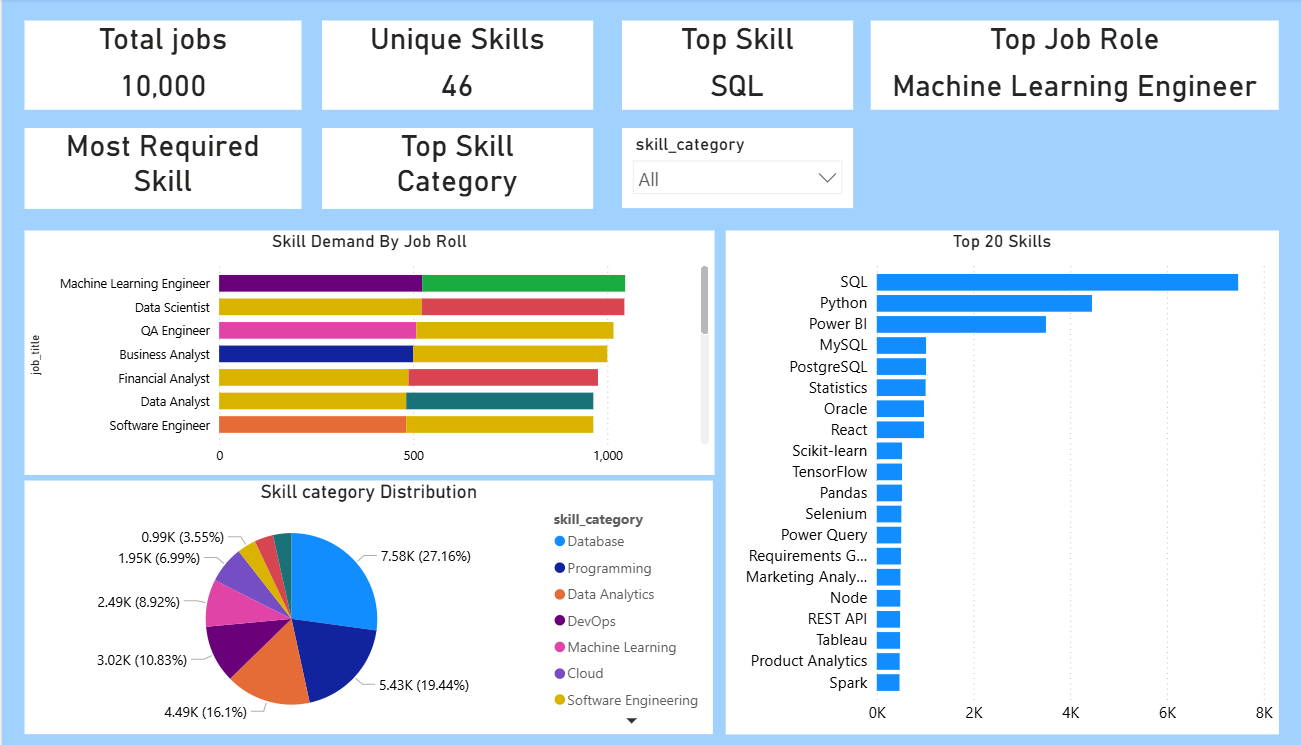 Total jobs
10,000
Unique Skills
46
Top Skill
SQL
Top Job Role
Machine Learning Engineer
Most Required
Skill
Top Skill
Category
skill_category
All
Skill Demand By Job Roll
job_title
Machine Learning Engineer
Data Scientist
QA Engineer
Business Analyst
Financial Analyst
Data Analyst
Software Engineer
0
500
1,000
Top 20 Skills
SQL
Python
Power BI
MySQL
PostgreSQL
Statistics
Oracle
React
Scikit-learn
TensorFlow
Pandas
Selenium
Power Query
Requirements G...
Marketing Analy...
Node
REST API
Tableau
Product Analytics
Spark
0K
2K
4K
6K
8K
Skill category Distribution
0.99K (3.55%)
1.95K (6.99%)
2.49K (8.92%)
3.02K (10.83%)
4.49K (16.1%)
7.58K (27.16%)
5.43K (19.44%)
skill_category
Database
Programming
Data Analytics
DevOps
Machine Learning
Cloud
Software Engineering